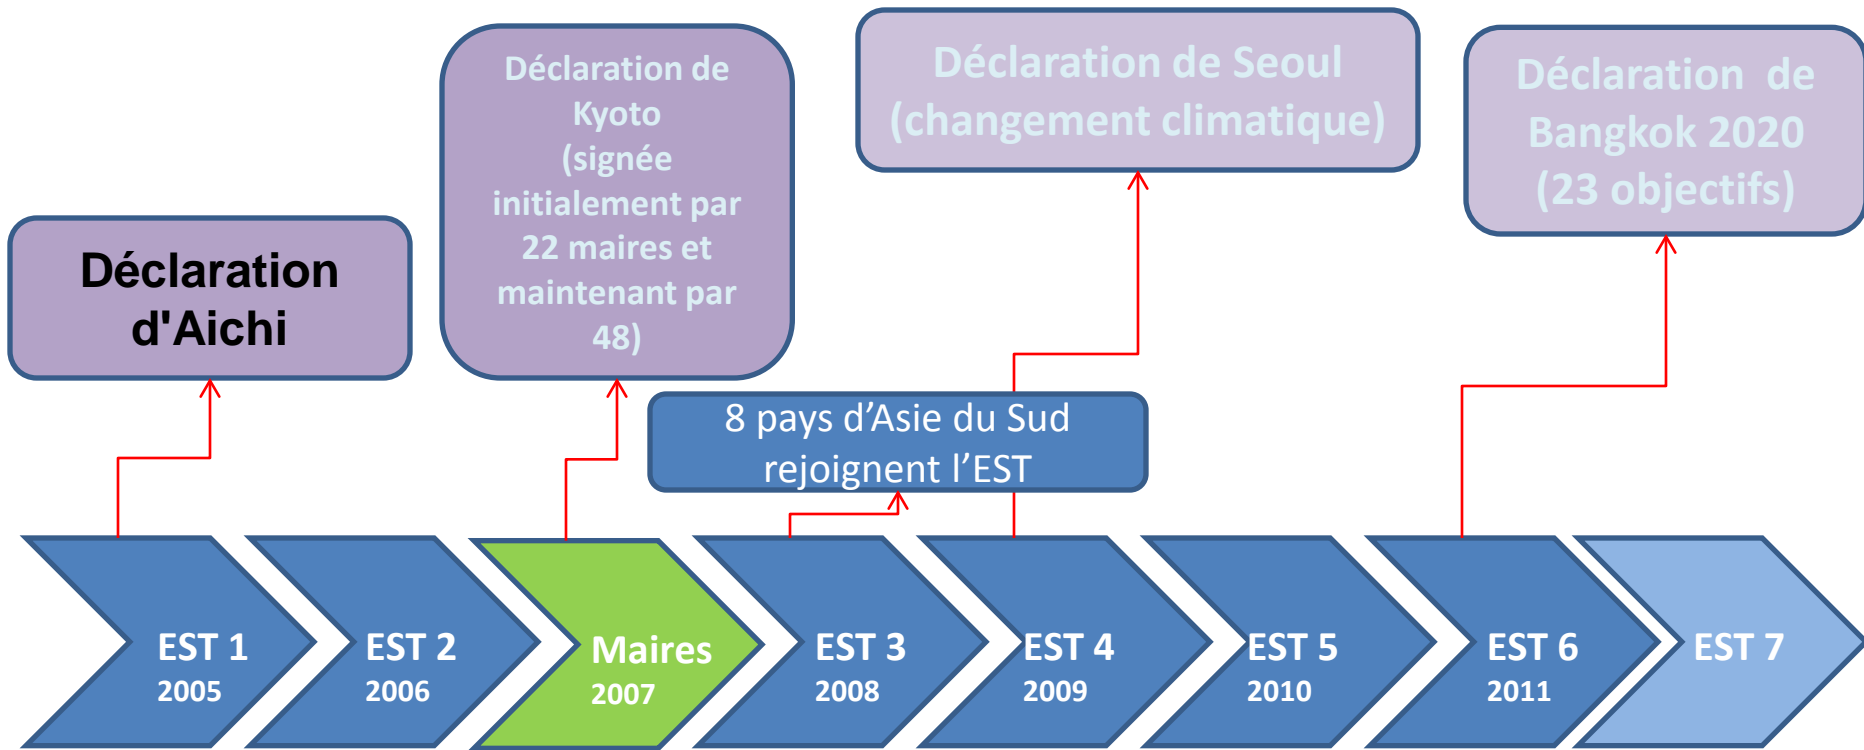 Déclaration
d'Aichi
Déclaration de
Kyoto
(signée
initialement par
22 maires et
maintenant par
48)
Déclaration de Seoul
(changement climatique)
Déclaration de
Bangkok 2020
(23 objectifs)
8 pays d’Asie du Sud
rejoignent l’EST
EST 1
2005
EST 2
2006
Maires
2007
EST 3
2008
EST 4
2009
EST 5
2010
EST 6
2011
EST 7